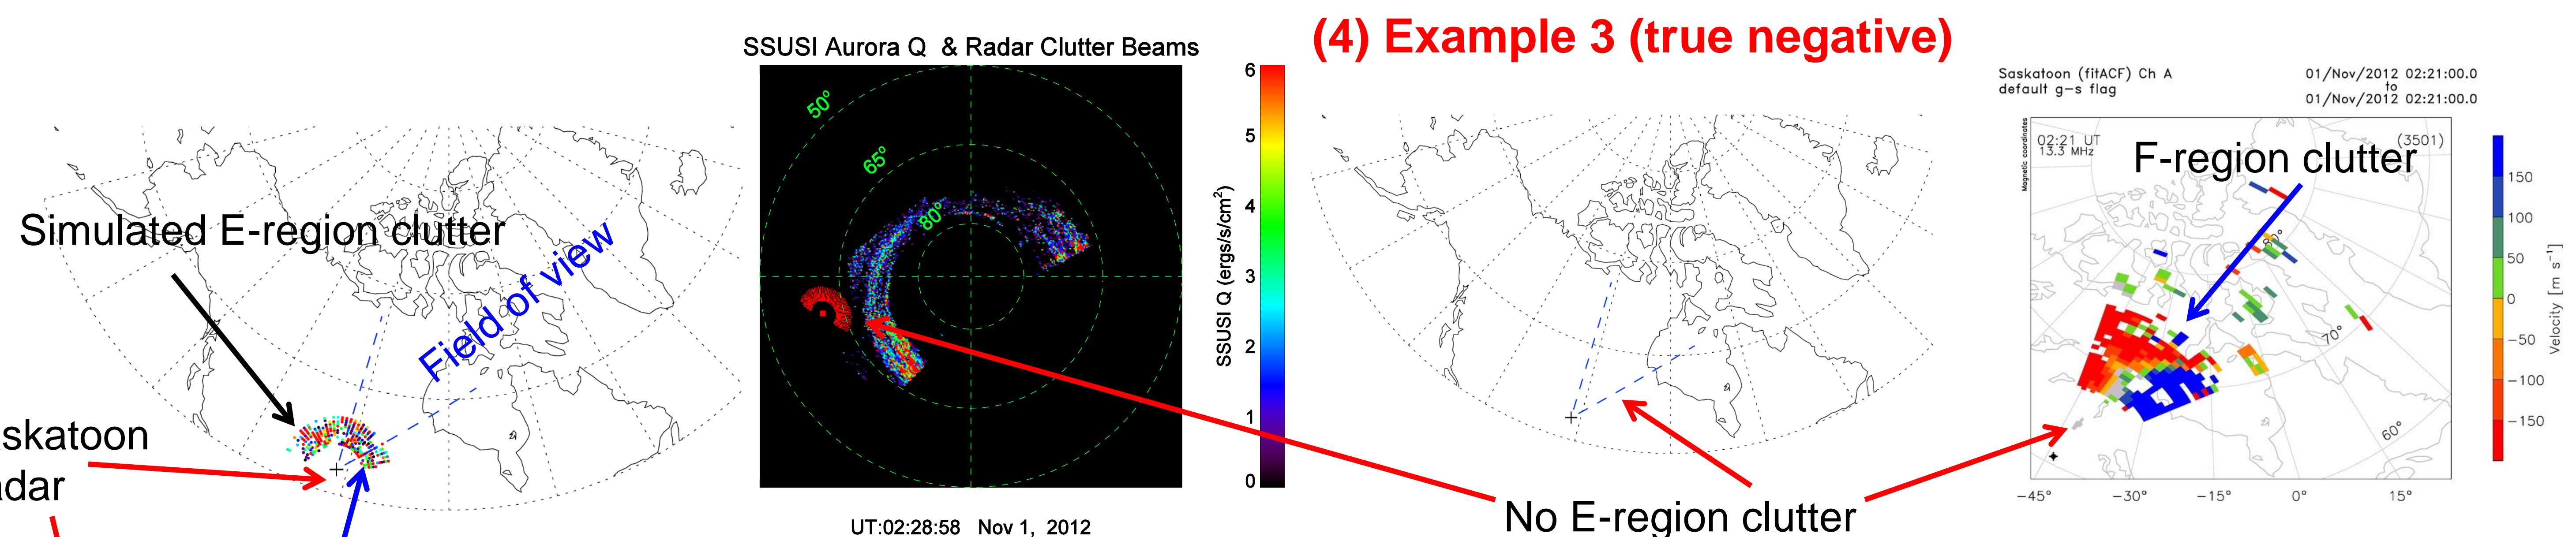 (4) Example 3 (true negative)
Simulated E-region clutter
Field of view
skatoon
adar
SSUSI Aurora Q & Radar Clutter Beams
50°
65°
80°
6
5
4
3
2
1
0
SSUSI Q (ergs/s/cm²)
UT:02:28:58 Nov 1, 2012
No E-region clutter
Saskatoon (fitACF) Ch A
default g-s flag
01/Nov/2012 02:21:00.0
to
01/Nov/2012 02:21:00.0
Magnetic coordinates
02:21 UT
13.3 MHz
(3501)
F-region clutter
80°
70°
60°
-45°
-30°
-15°
0°
15°
150
100
50
0
-50
-100
-150
Velocity [m s⁻¹]